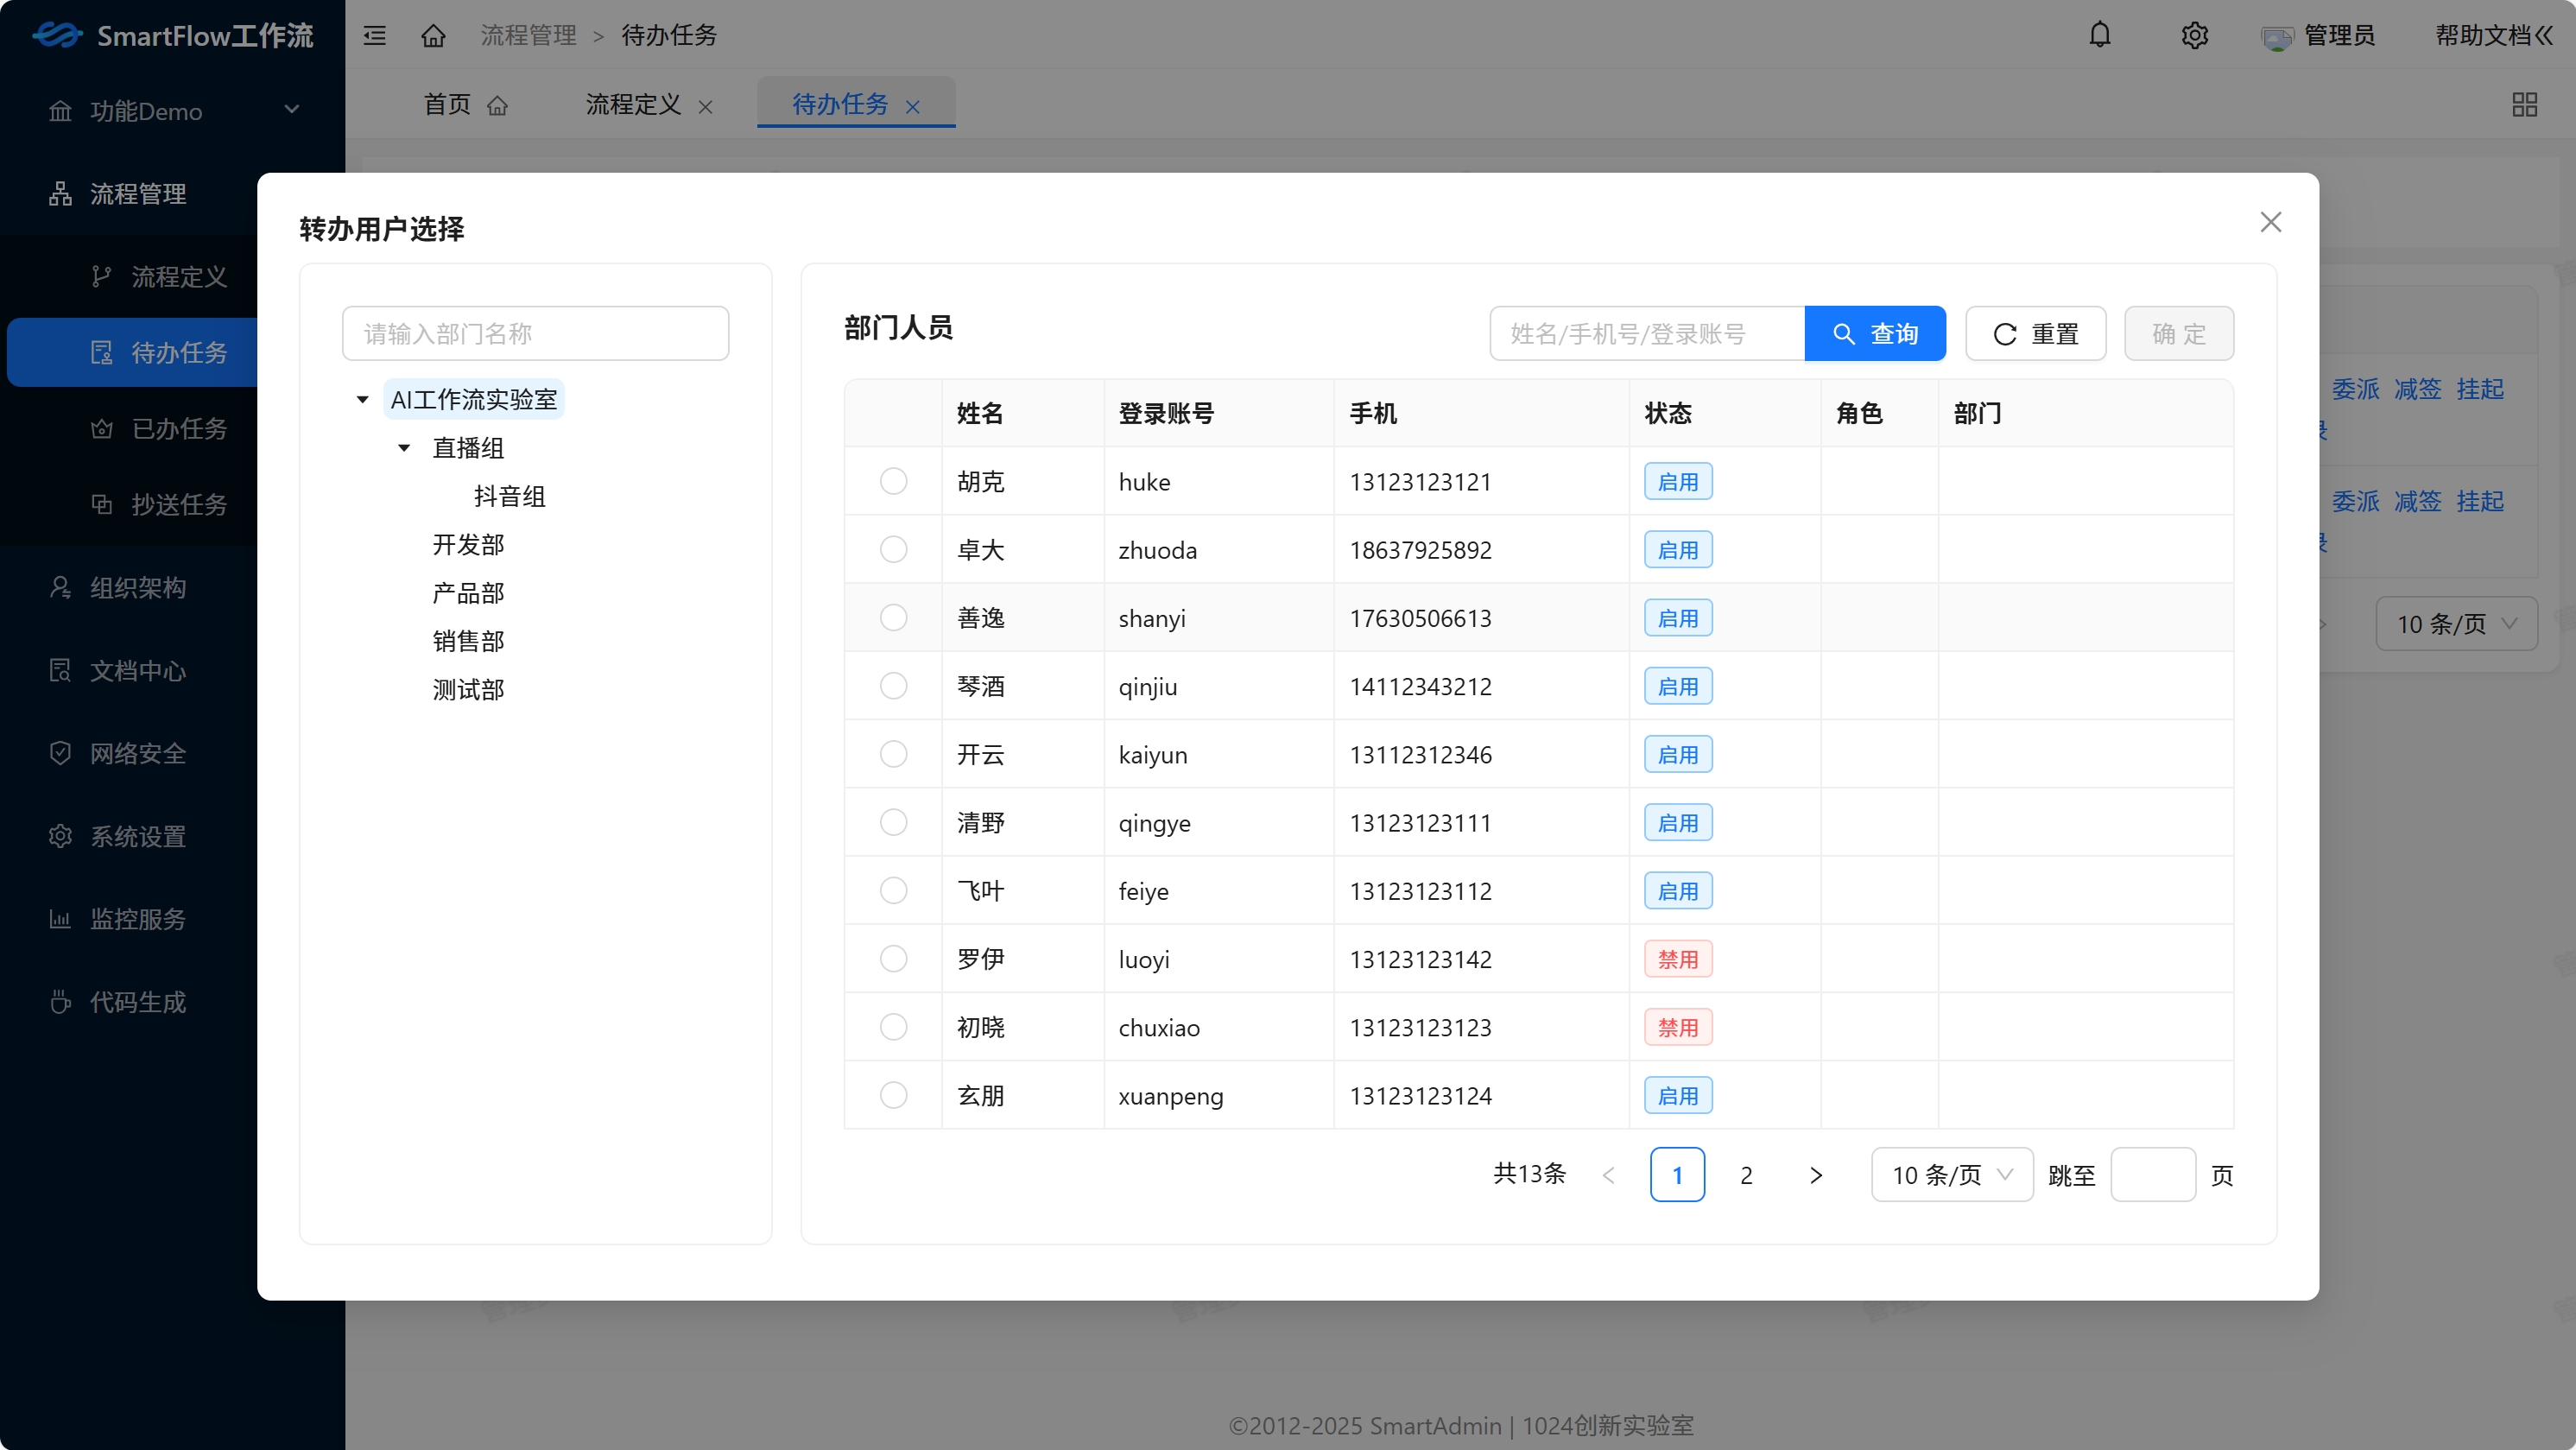 SmartFlow工作流
流程管理 > 待办任务
管理员
帮助文档
首页
流程定义
待办任务
功能Demo
流程管理
流程定义
待办任务
已办任务
抄送任务
组织架构
文档中心
网络安全
系统设置
监控服务
代码生成
转办用户选择
请输入部门名称
AI工作流实验室
直播组
抖音组
开发部
产品部
销售部
测试部
部门人员
姓名/手机号/登录账号
查询
重置
确 定
姓名 登录账号 手机 状态 角色 部门
胡克 huke 13123123121 启用
卓大 zhuoda 18637925892 启用
善逸 shanyi 17630506613 启用
琴酒 qinjiu 14112343212 启用
开云 kaiyun 13112312346 启用
清野 qingye 13123123111 启用
飞叶 feiye 13123123112 启用
罗伊 luoyi 13123123142 禁用
初晓 chuxiao 13123123123 禁用
玄朋 xuanpeng 13123123124 启用
共13条 < 1 2 > 10 条/页 跳至 页
委派 减签 挂起
委派 减签 挂起
10 条/页
©2012-2025 SmartAdmin | 1024创新实验室